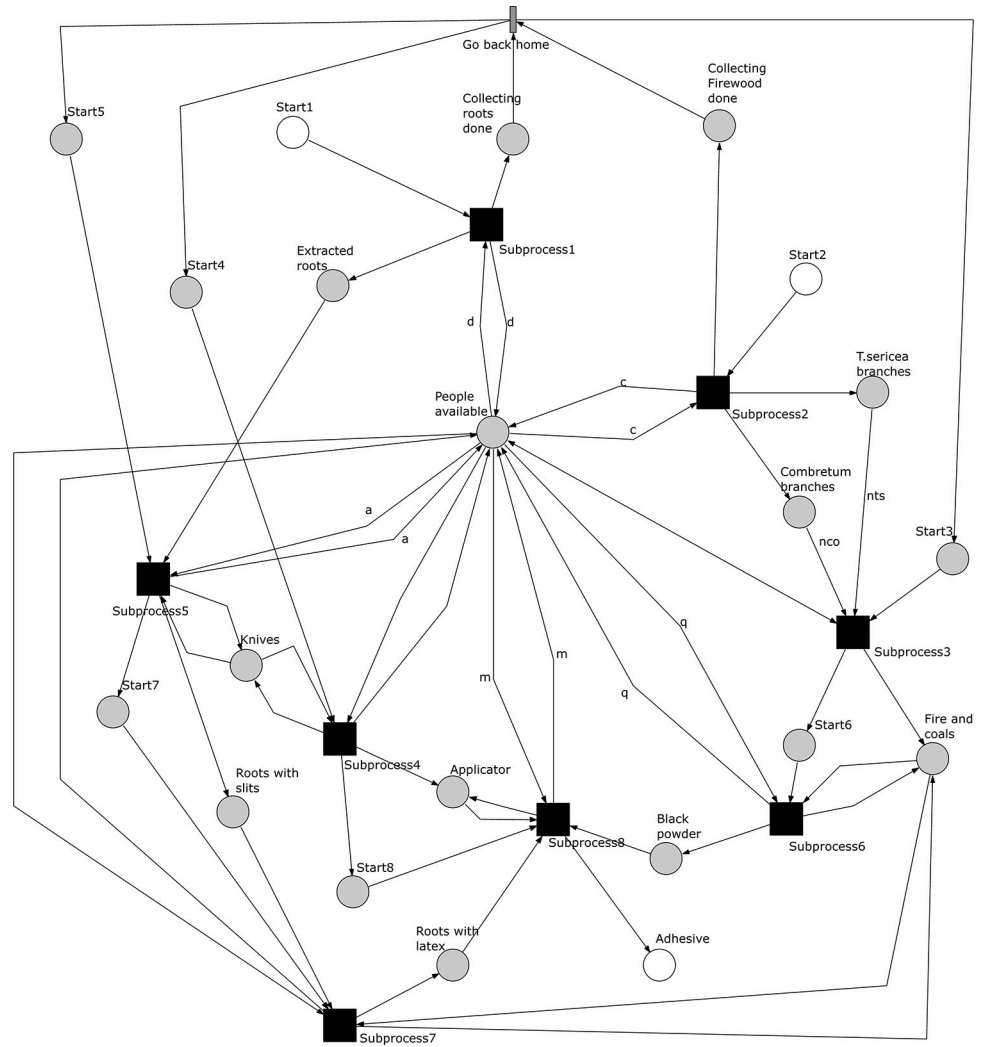 Go back home
Collecting
Firewood
done
Start5
Start1
Collecting
roots
done
Subprocess1
Extracted
roots
Start4
Start2
d
d
T.sericea
branches
c
People
available
Subprocess2
c
Combretum
branches
nts
a
a
nco
Start3
Subprocess5
q
Knives
Subprocess3
m
m
Start7
q
Start6
Fire and
coals
Subprocess4
Applicator
Roots with
slits
Black
powder
Subprocess8
Subprocess6
Start8
Roots with
latex
Adhesive
Subprocess7